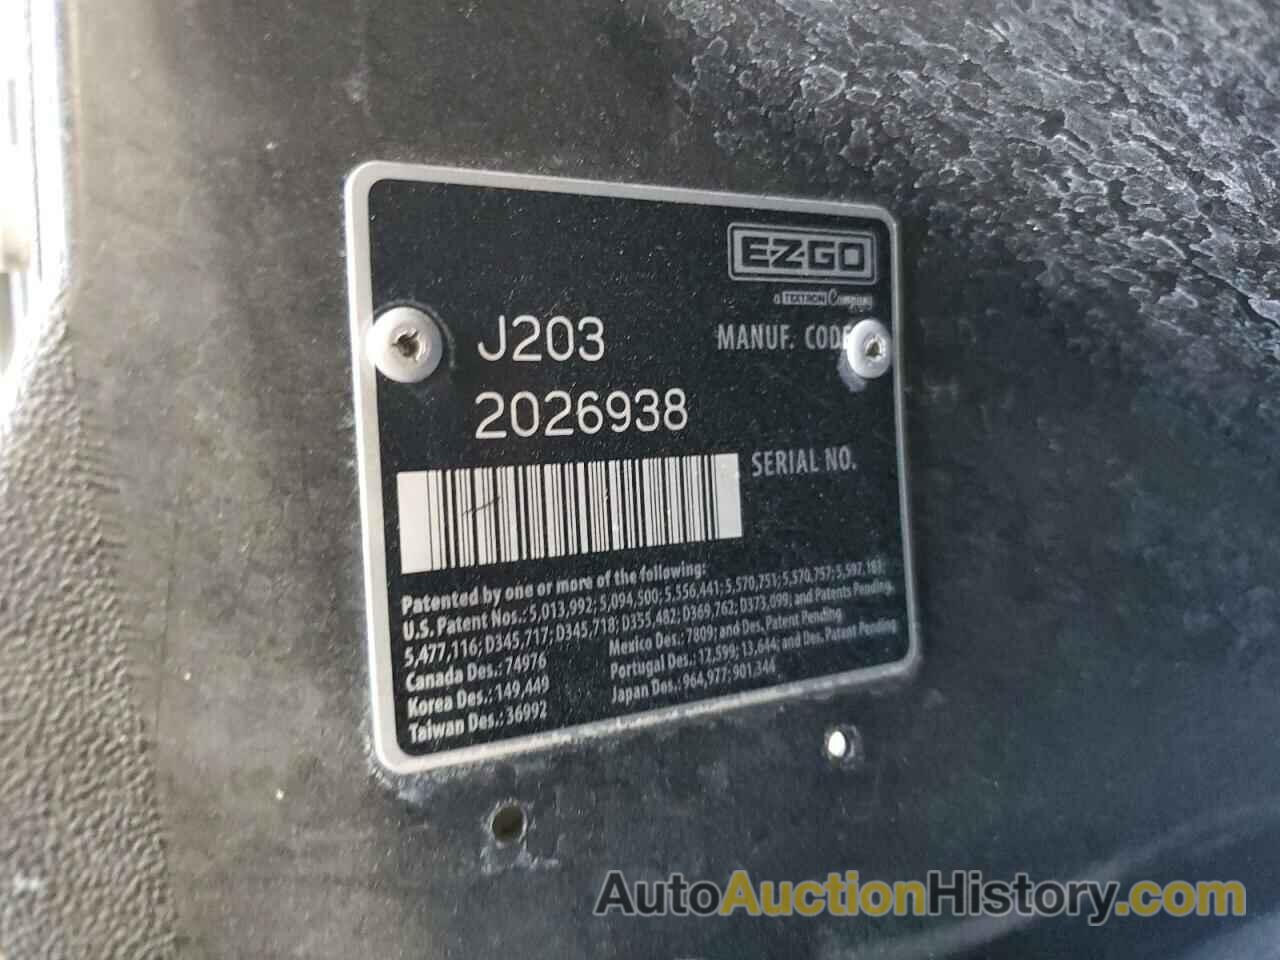 EZGO
a TEXTRON Company
J203 MANUF. CODE
2026938
SERIAL NO.
Patented by one or more of the following:
U.S. Patent Nos.: 5,013,992; 5,094,500; 5,556,441; 5,570,751; 5,570,757; 5,597,181;
5,477,116; D345,717; D345,718; D355,482; D369,762; D373,099; and Patents Pending.
Canada Des.: 74976 Mexico Des.: 7809; and Des. Patent Pending
Korea Des.: 149,449 Portugal Des.: 12,599; 13,644; and Des. Patent Pending
Taiwan Des.: 36992 Japan Des.: 964,977; 901,344
AutoAuctionHistory.com